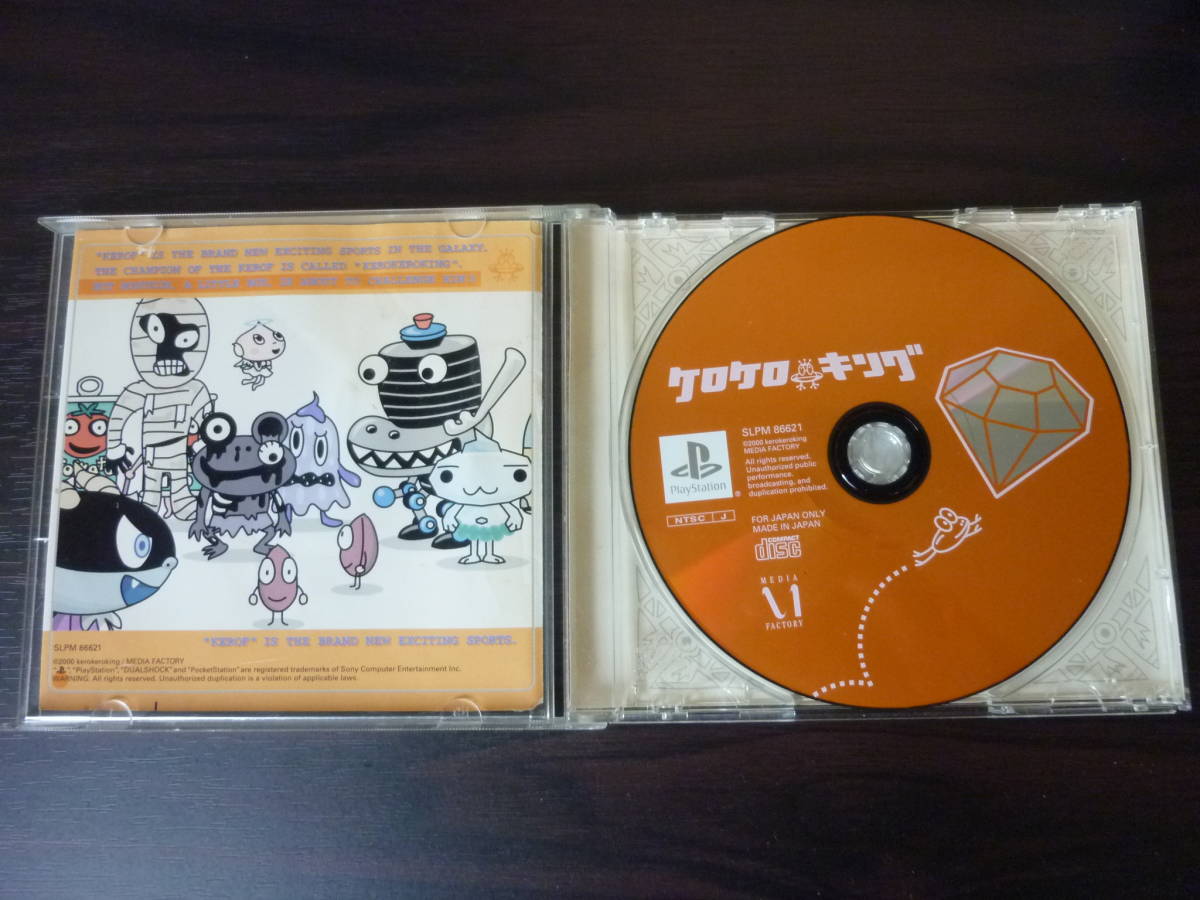 "KEROF" IS THE BRAND NEW EXCITING SPORTS IN THE GALAXY.
THE CHAMPION OF THE KEROF IS CALLED "KEROKEROKING".
"KEROF" IS THE BRAND NEW EXCITING SPORTS.
SLPM 86621
©2000 kerokeroking / MEDIA FACTORY
"PlayStation", "DUALSHOCK" and "PocketStation" are registered trademarks of Sony Computer Entertainment Inc.
WARNING: All rights reserved. Unauthorized duplication is a violation of applicable laws.
ケロケロキング
SLPM 86621
©2000 kerokeroking
MEDIA FACTORY
All rights reserved.
Unauthorized public
performance,
broadcasting, and
duplication prohibited.
PlayStation®
NTSC J
FOR JAPAN ONLY
MADE IN JAPAN
COMPACT
disc
MEDIA
FACTORY